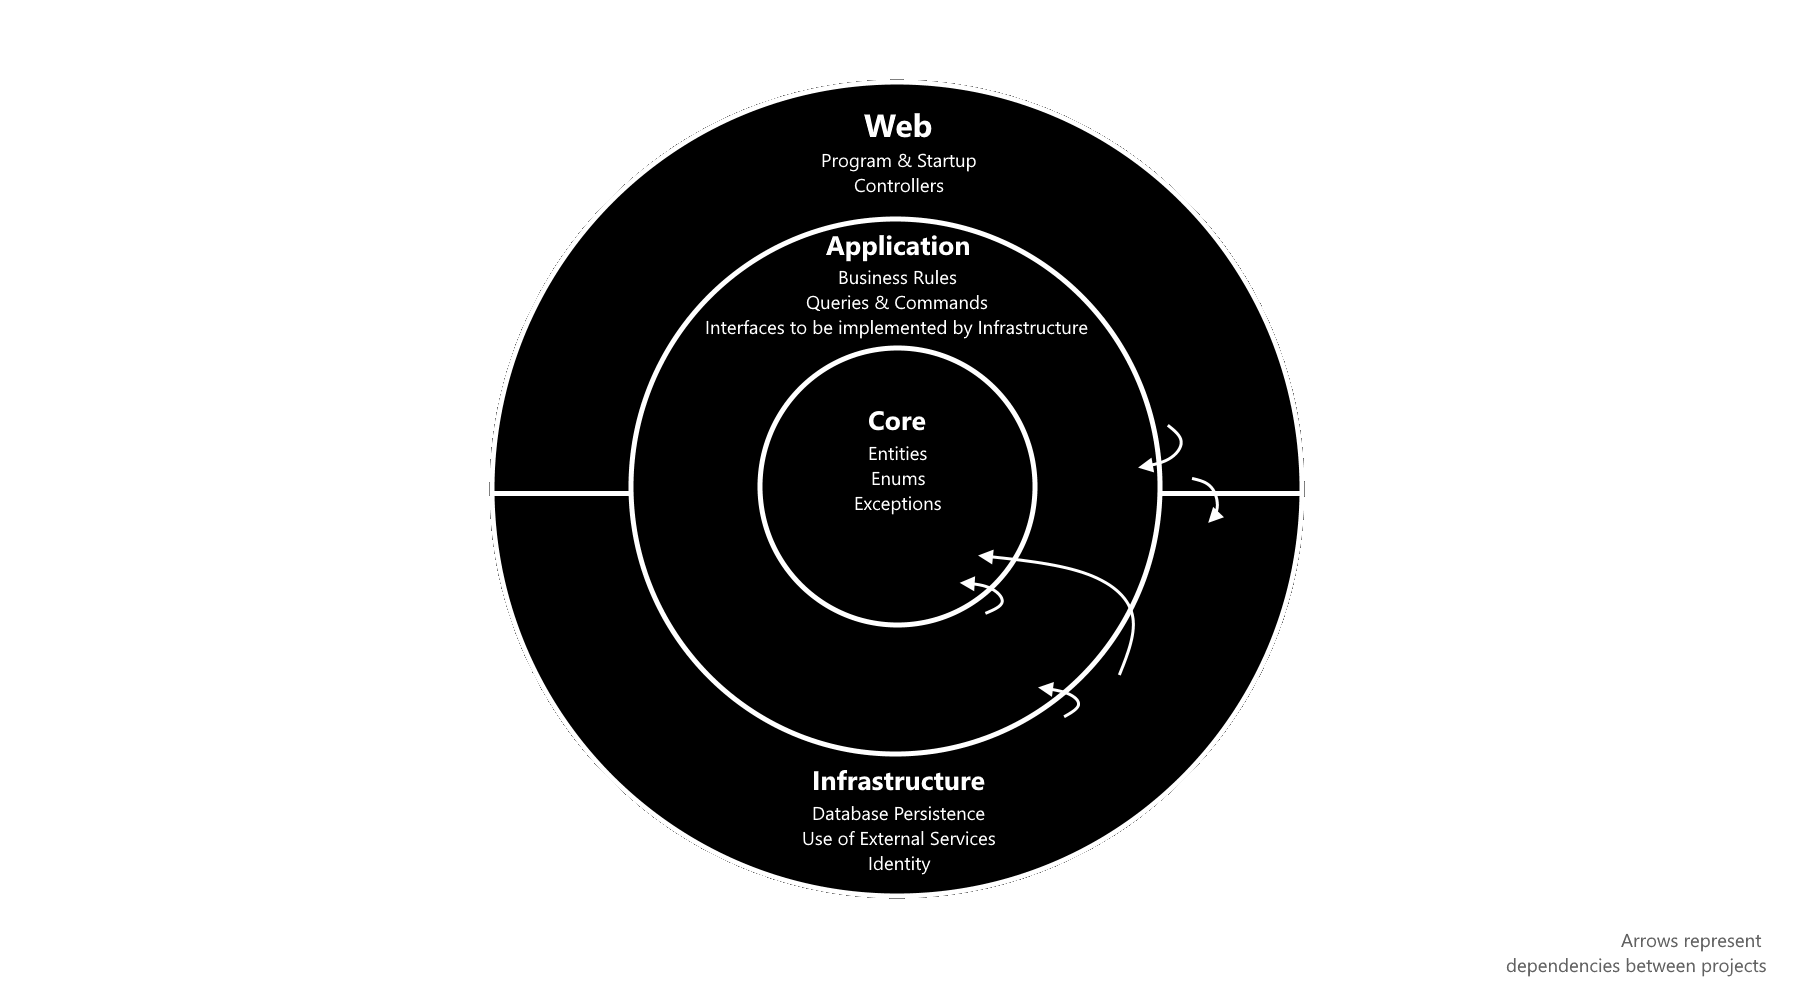 Web
Program & Startup
Controllers
Application
Business Rules
Queries & Commands
Interfaces to be implemented by Infrastructure
Core
Entities
Enums
Exceptions
Infrastructure
Database Persistence
Use of External Services
Identity
Arrows represent
dependencies between projects